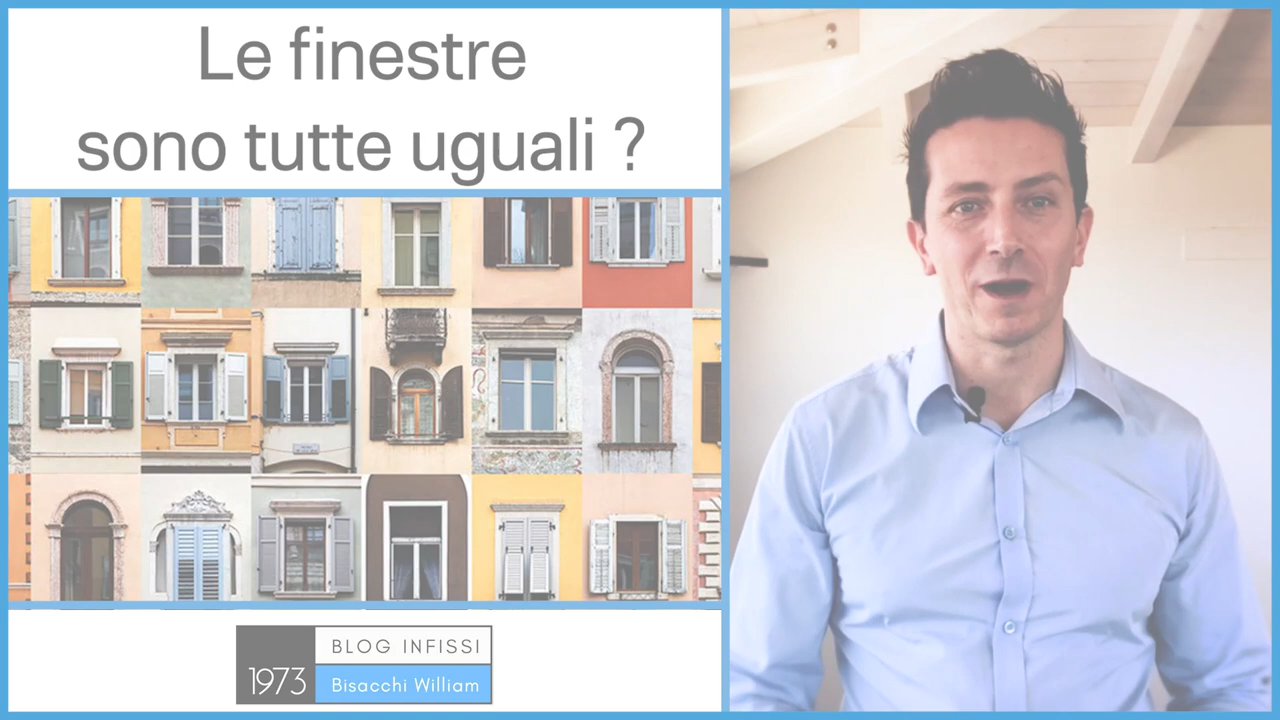 Le finestre
sono tutte uguali ?
1973
BLOG INFISSI
Bisacchi William